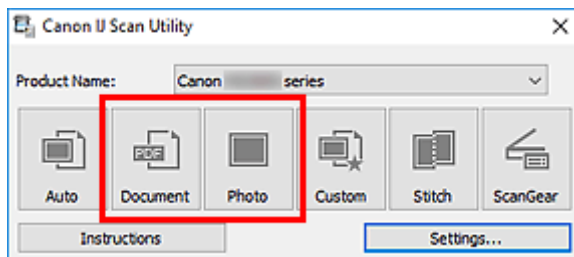 Canon IJ Scan Utility
Product Name: Canon series
PDF
Auto Document Photo Custom Stitch ScanGear
Instructions Settings...